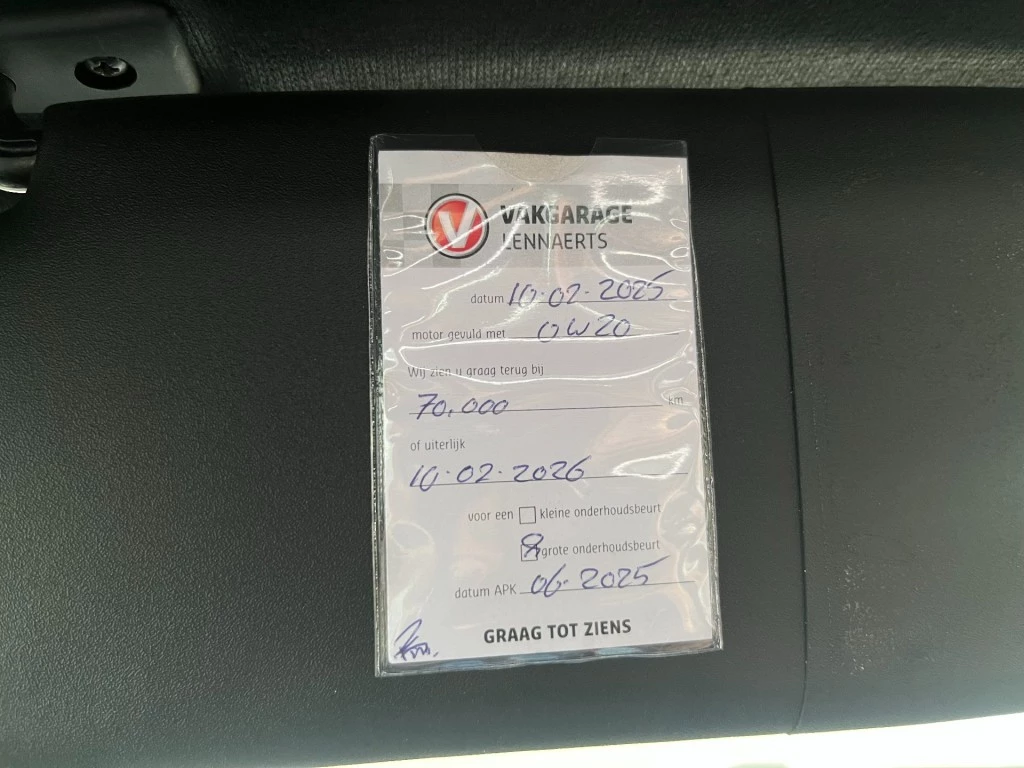 VAKGARAGE
LENNAERTS
datum 10-02-2025
motor gevuld met 0W20
Wij zien u graag terug bij
70.000 km
of uiterlijk
10-02-2026
voor een kleine onderhoudsbeurt
grote onderhoudsbeurt
datum APK 06-2025
GRAAG TOT ZIENS